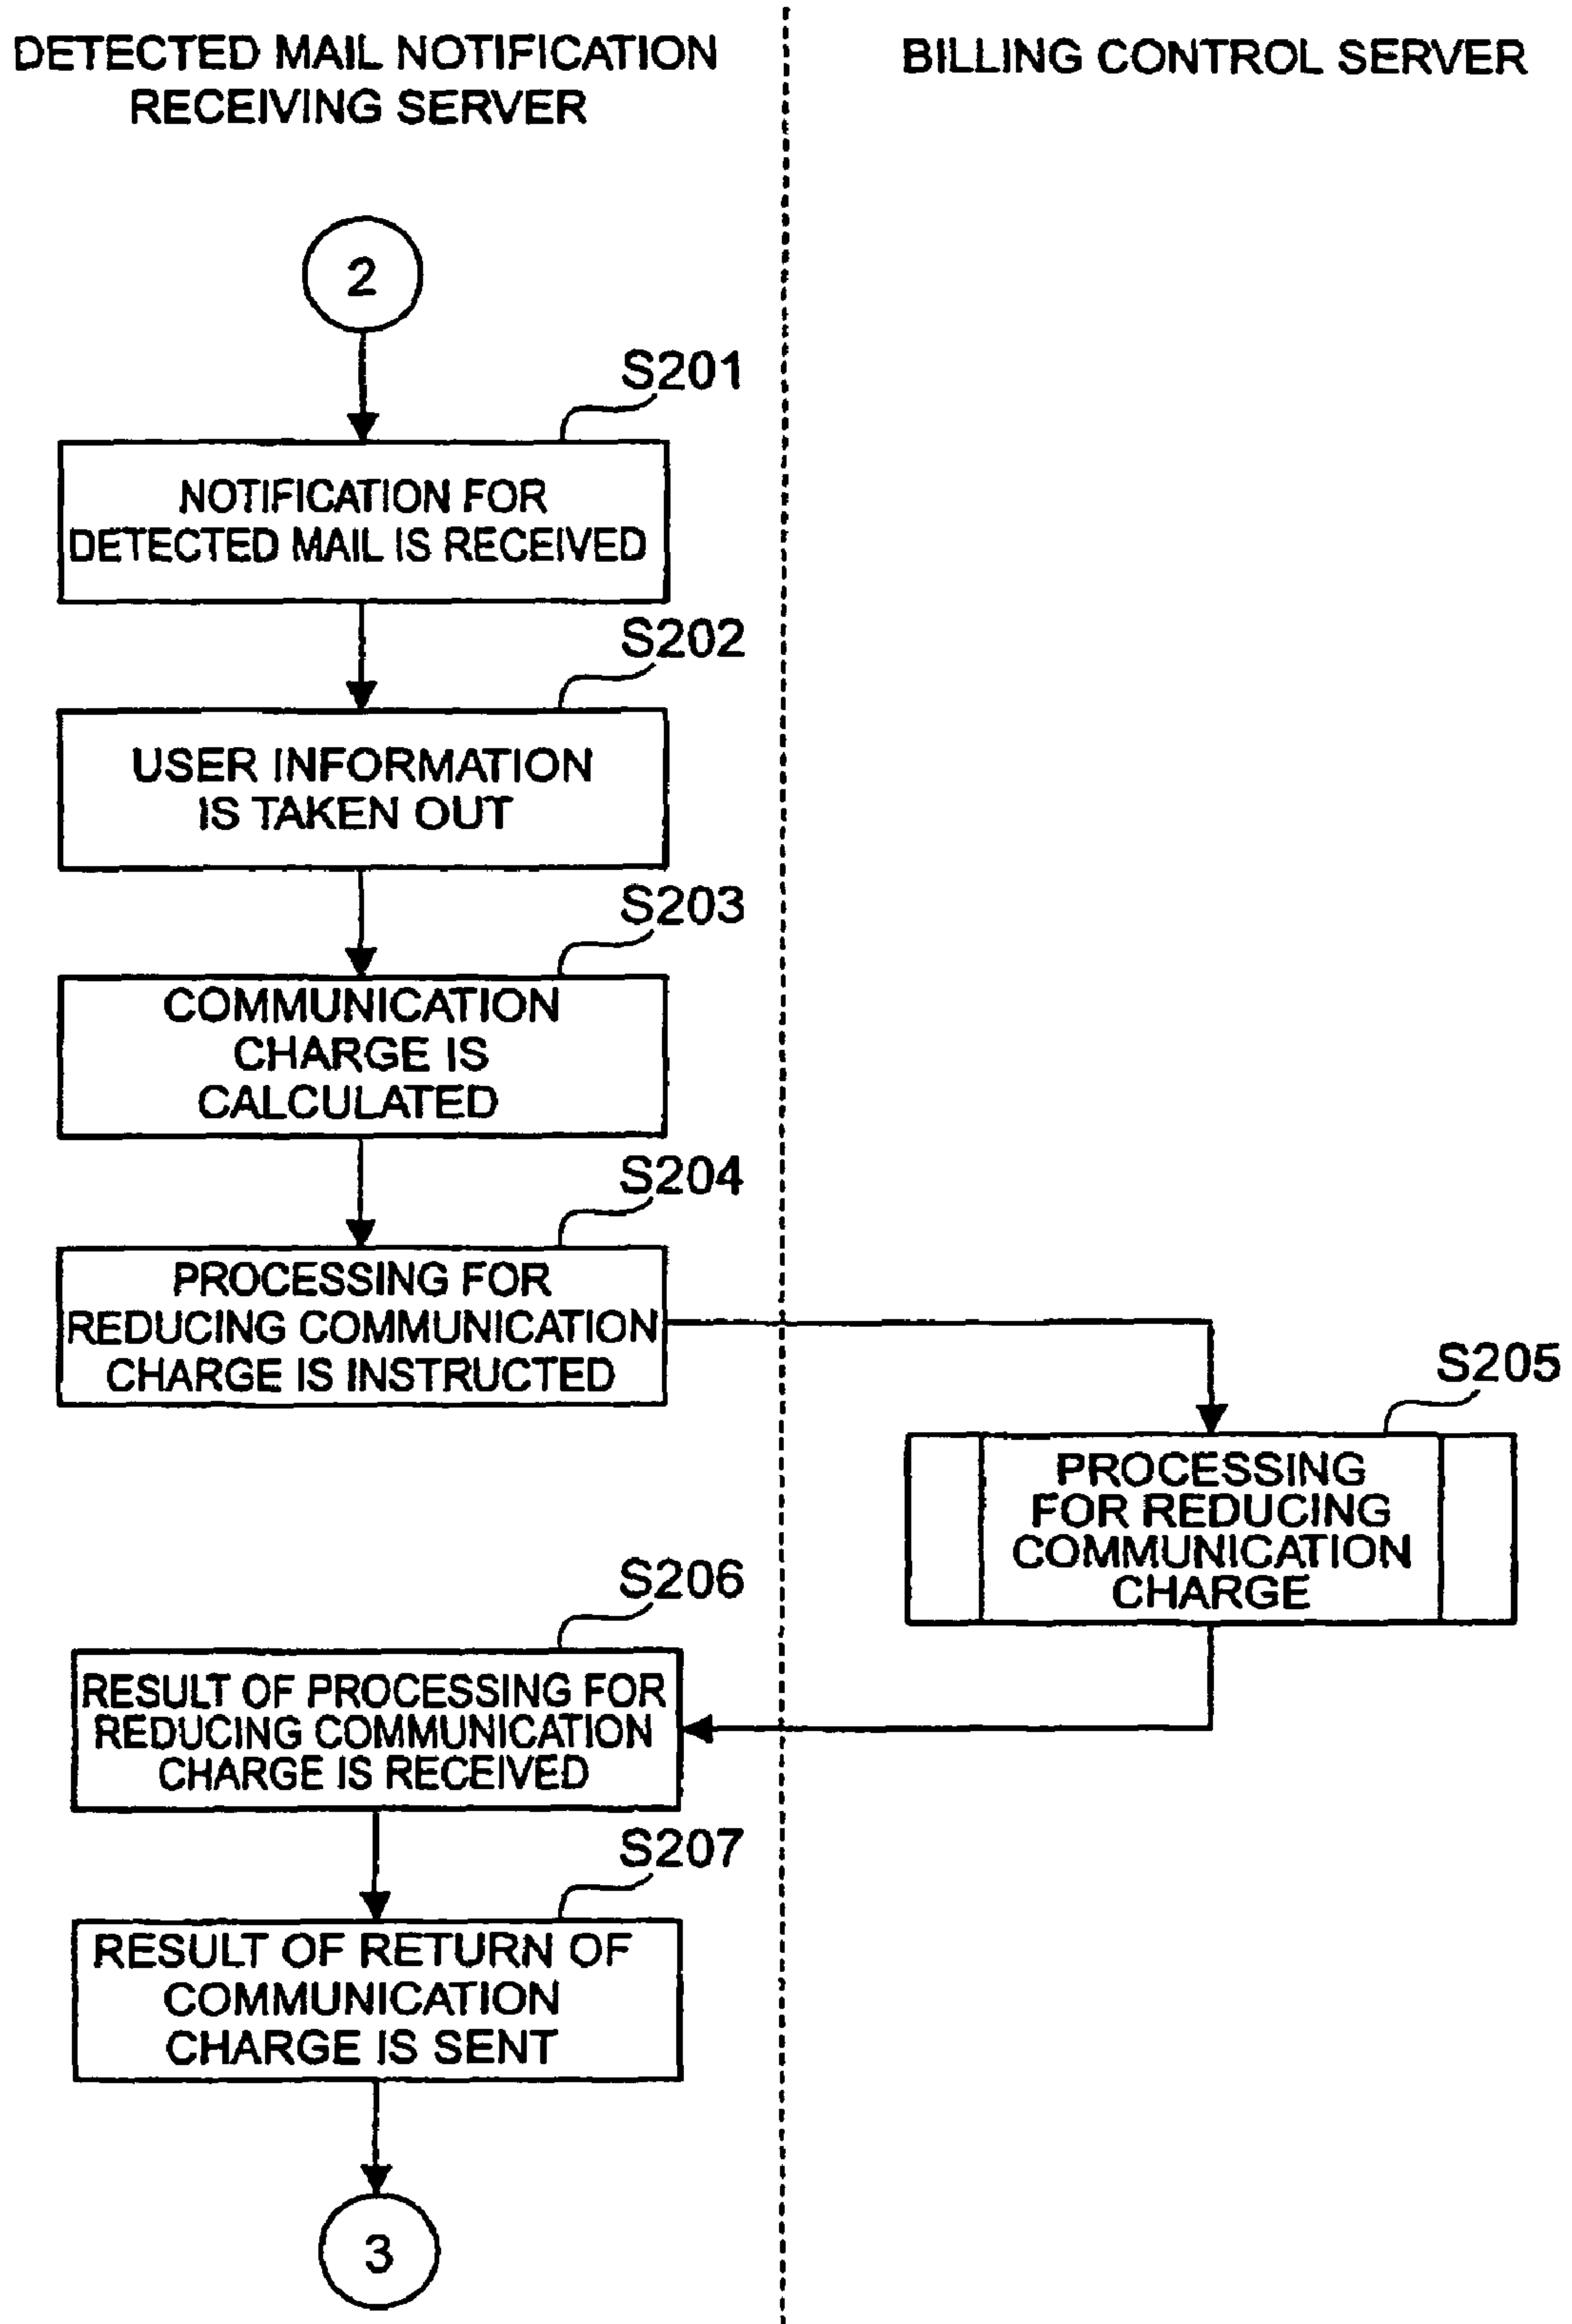 DETECTED MAIL NOTIFICATION
RECEIVING SERVER
BILLING CONTROL SERVER
2
S201
NOTIFICATION FOR
DETECTED MAIL IS RECEIVED
S202
USER INFORMATION
IS TAKEN OUT
S203
COMMUNICATION
CHARGE IS
CALCULATED
S204
PROCESSING FOR
REDUCING COMMUNICATION
CHARGE IS INSTRUCTED
S205
PROCESSING
FOR REDUCING
COMMUNICATION
CHARGE
S206
RESULT OF PROCESSING FOR
REDUCING COMMUNICATION
CHARGE IS RECEIVED
S207
RESULT OF RETURN OF
COMMUNICATION
CHARGE IS SENT
3